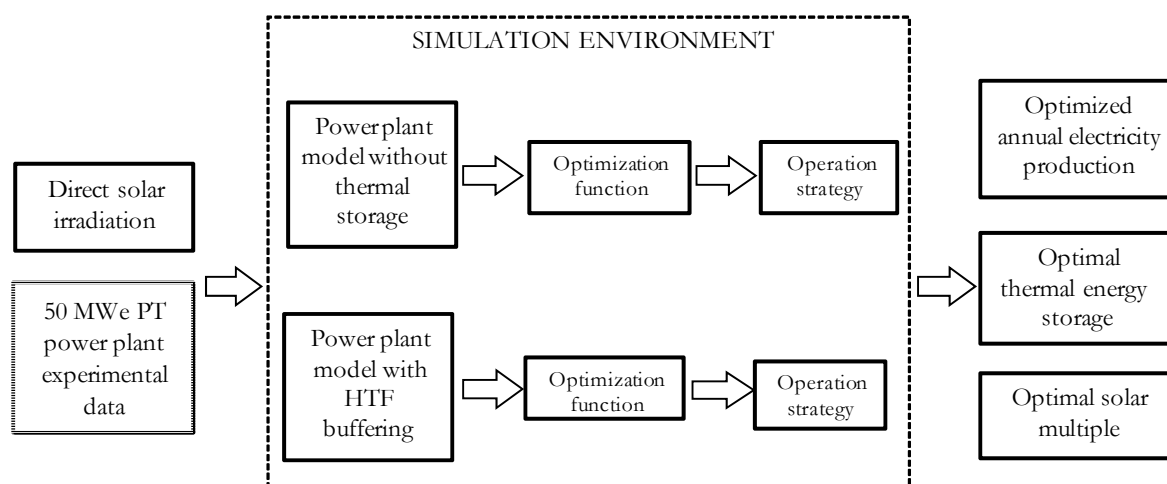 SIMULATION ENVIRONMENT
Direct solar
irradiation
50 MWe PT
power plant
experimental
data
Power plant
model without
thermal
storage
Optimization
function
Operation
strategy
Power plant
model with
HTF
buffering
Optimization
function
Operation
strategy
Optimized
annual electricity
production
Optimal
thermal energy
storage
Optimal solar
multiple